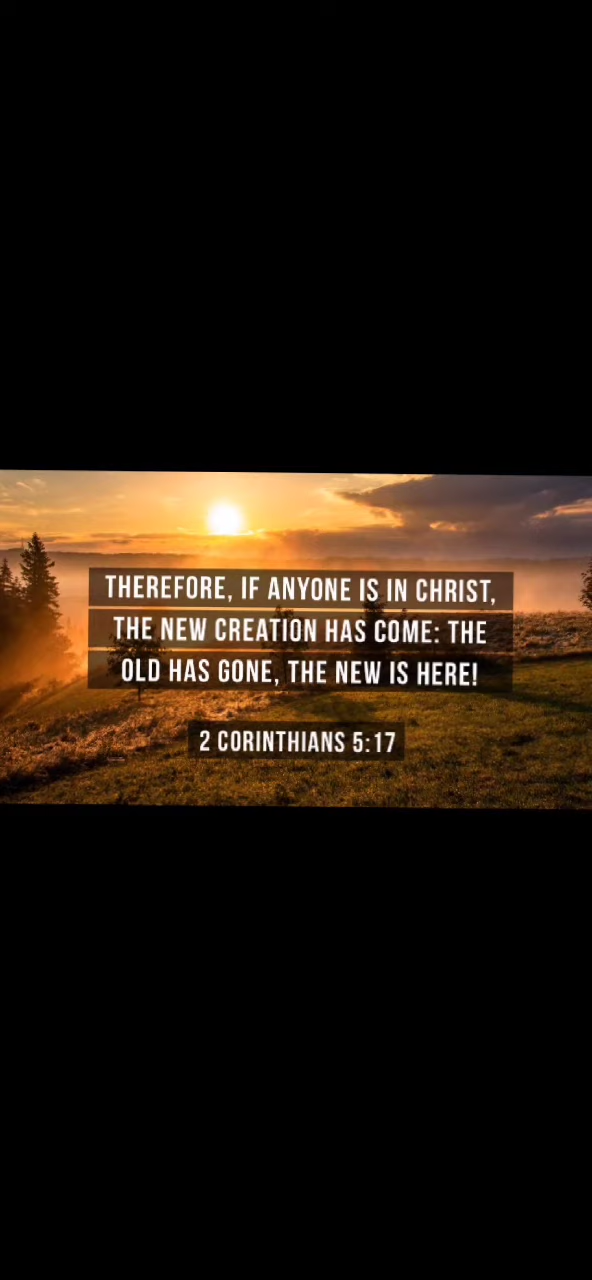 THEREFORE, IF ANYONE IS IN CHRIST,
THE NEW CREATION HAS COME: THE
OLD HAS GONE, THE NEW IS HERE!
2 CORINTHIANS 5:17